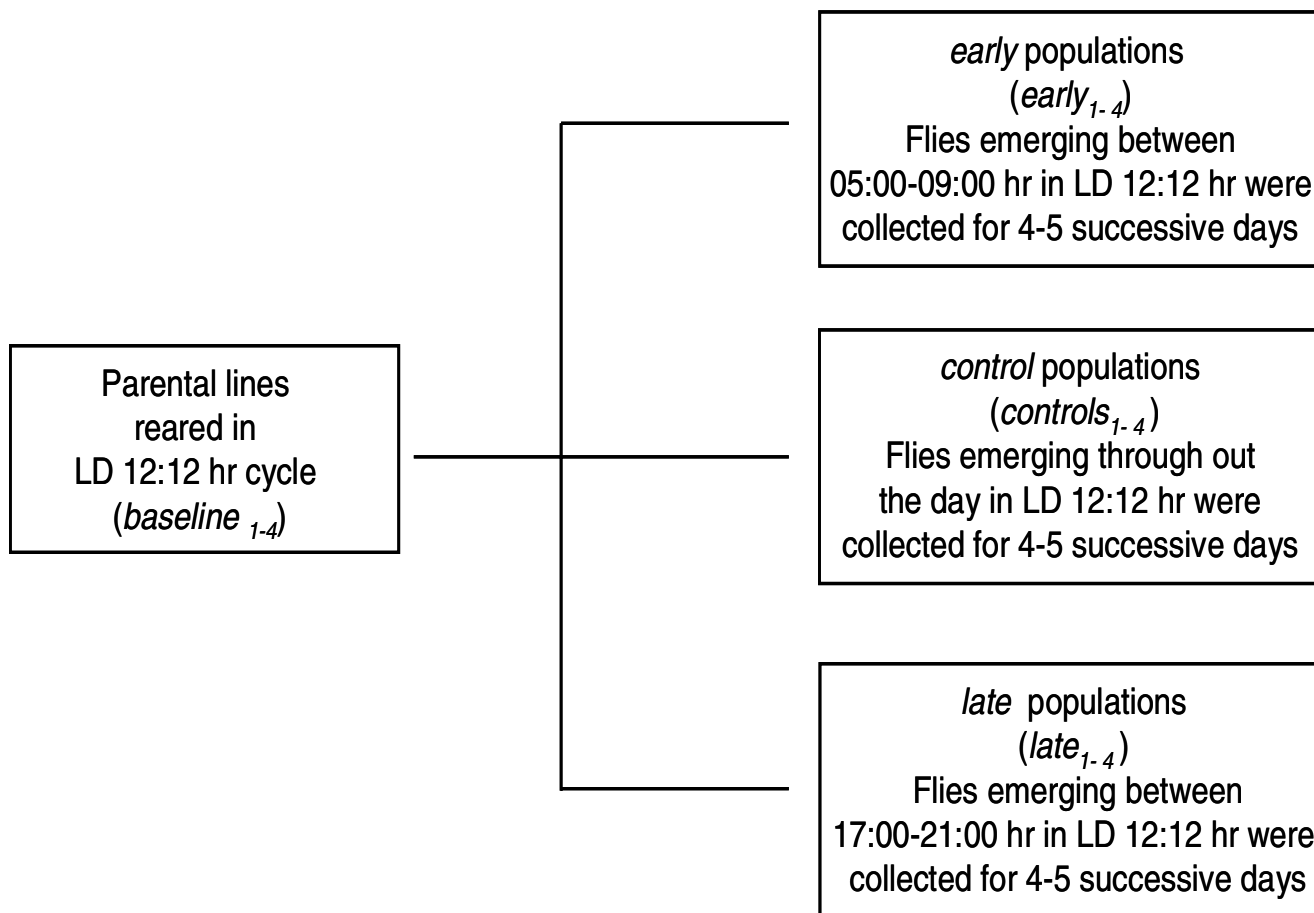 Parental lines
reared in
LD 12:12 hr cycle
(baseline 1-4)
early populations
(early1-4)
Flies emerging between
05:00-09:00 hr in LD 12:12 hr were
collected for 4-5 successive days
control populations
(controls1-4)
Flies emerging through out
the day in LD 12:12 hr were
collected for 4-5 successive days
late populations
(late1-4)
Flies emerging between
17:00-21:00 hr in LD 12:12 hr were
collected for 4-5 successive days